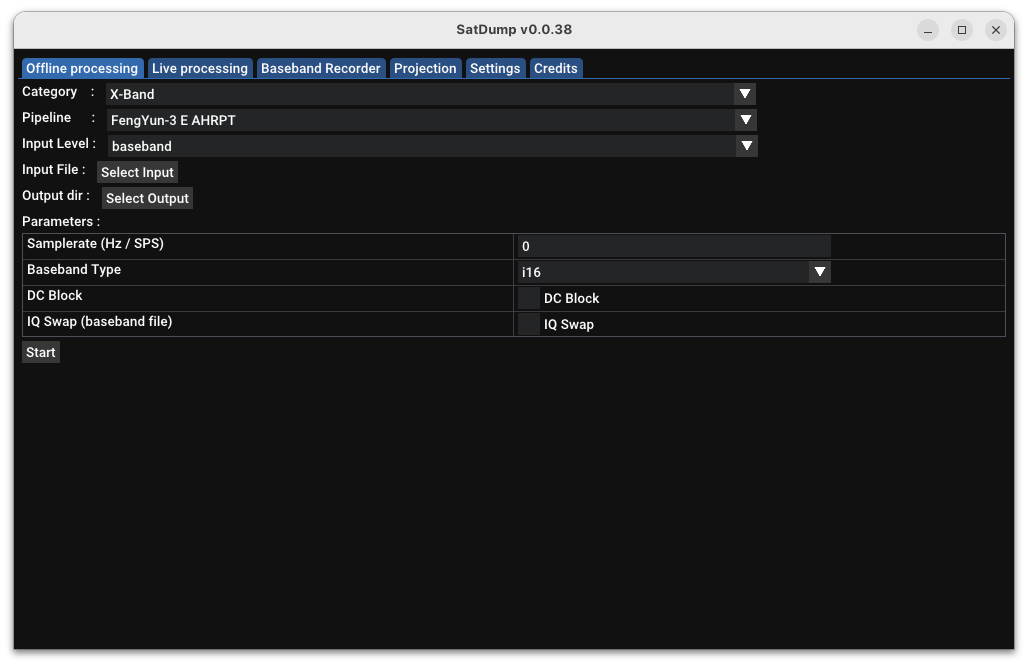 SatDump v0.0.38
Offline processing Live processing Baseband Recorder Projection Settings Credits
Category : X-Band
Pipeline : FengYun-3 E AHRPT
Input Level : baseband
Input File : Select Input
Output dir : Select Output
Parameters :
Samplerate (Hz / SPS) 0
Baseband Type i16
DC Block DC Block
IQ Swap (baseband file) IQ Swap
Start